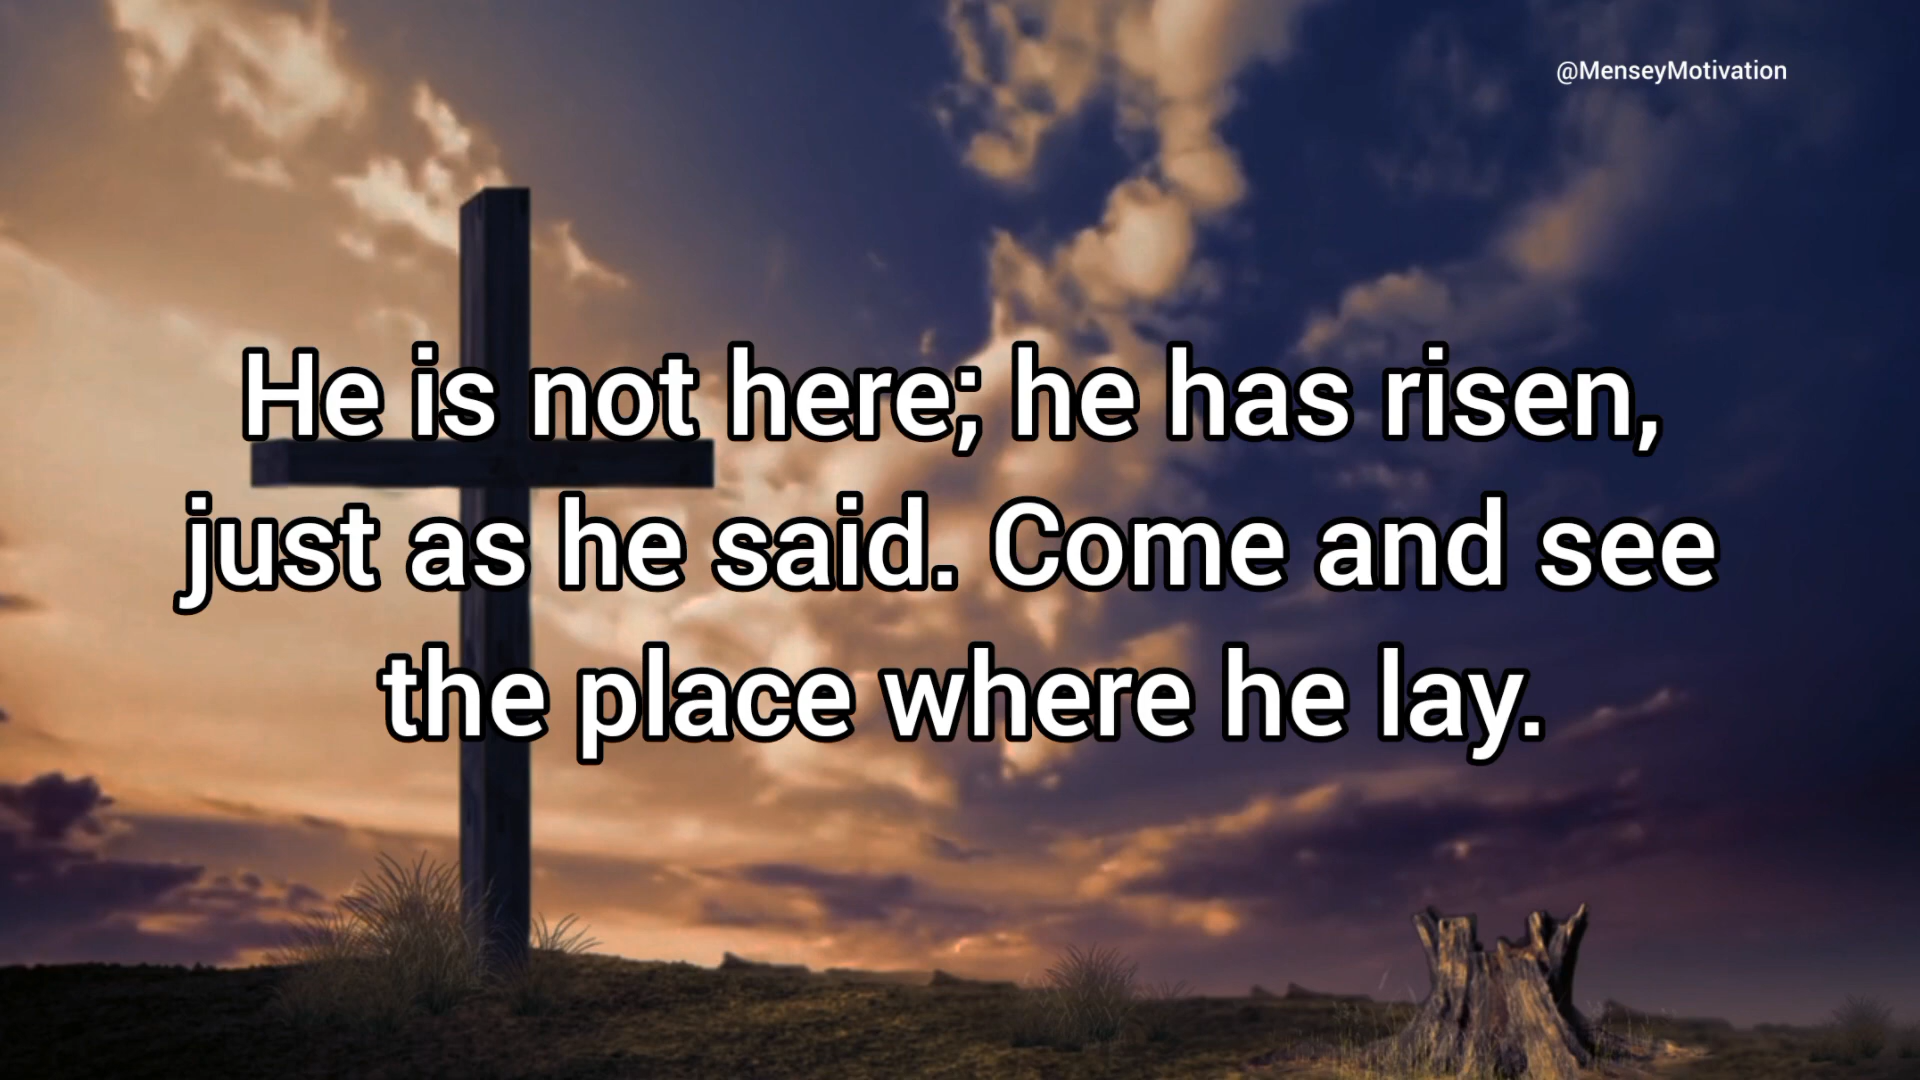 @MenseyMotivation
He is not here; he has risen,
just as he said. Come and see
the place where he lay.